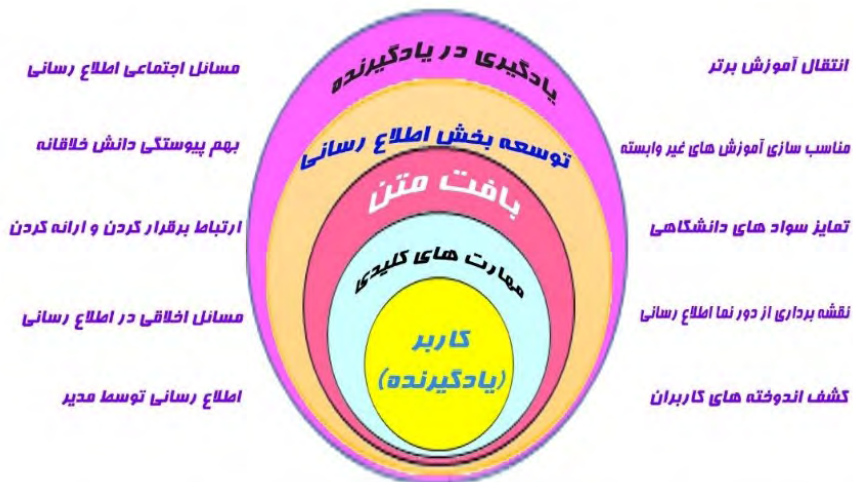 یادگیری در یادگیرنده
توسعه بخش اطلاع رسانی
بافت متن
مهارت های کلیدی
کاربر
(یادگیرنده)
انتقال آموزش برتر
مناسب سازی آموزش های غیر وابسته
تمایز سواد های دانشگاهی
نقشه برداری از دور نما اطلاع رسانی
کشف اندوخته های کاربران
مسائل اجتماعی اطلاع رسانی
بهم پیوستگی دانش خلاقانه
ارتباط برقرار کردن و ارائه کردن
مسائل اخلاقی در اطلاع رسانی
اطلاع رسانی توسط مدیر